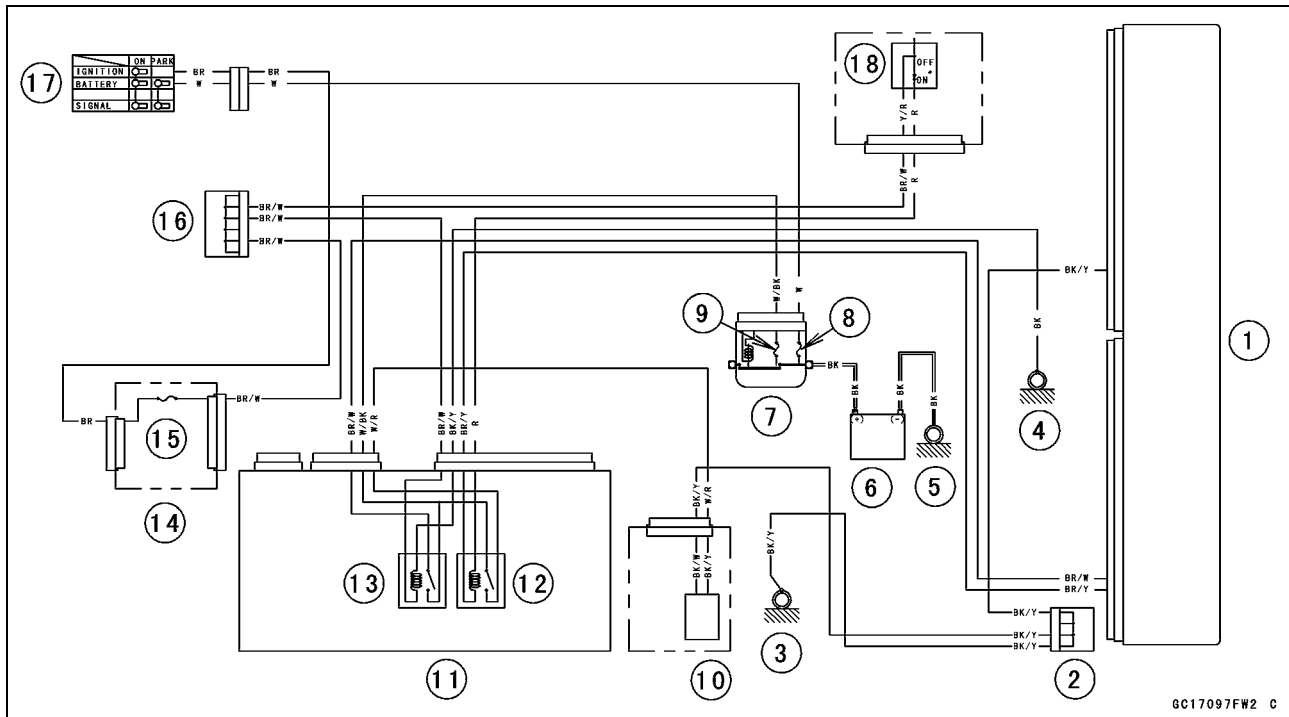 ON PARK
IGNITION
BATTERY
SIGNAL
17
BR
W
BR
W
18
OFF
ON
Y/R
R
BR/W
R
16
BR/W
BR/W
BR/W
BK/Y
W/BK
W
9
8
BK
BK
BK
BK
1
7
(+)
(-)
6
5
4
BR
BR/W
15
14
BR/W
W/BK
W/R
BR/W
BK/Y
BR/Y
R
BK/Y
W/R
BK/W
BK/Y
BK/Y
13
12
11
10
3
BR/W
BR/Y
BK/Y
BK/Y
BK/Y
2
GC17097FW2 C